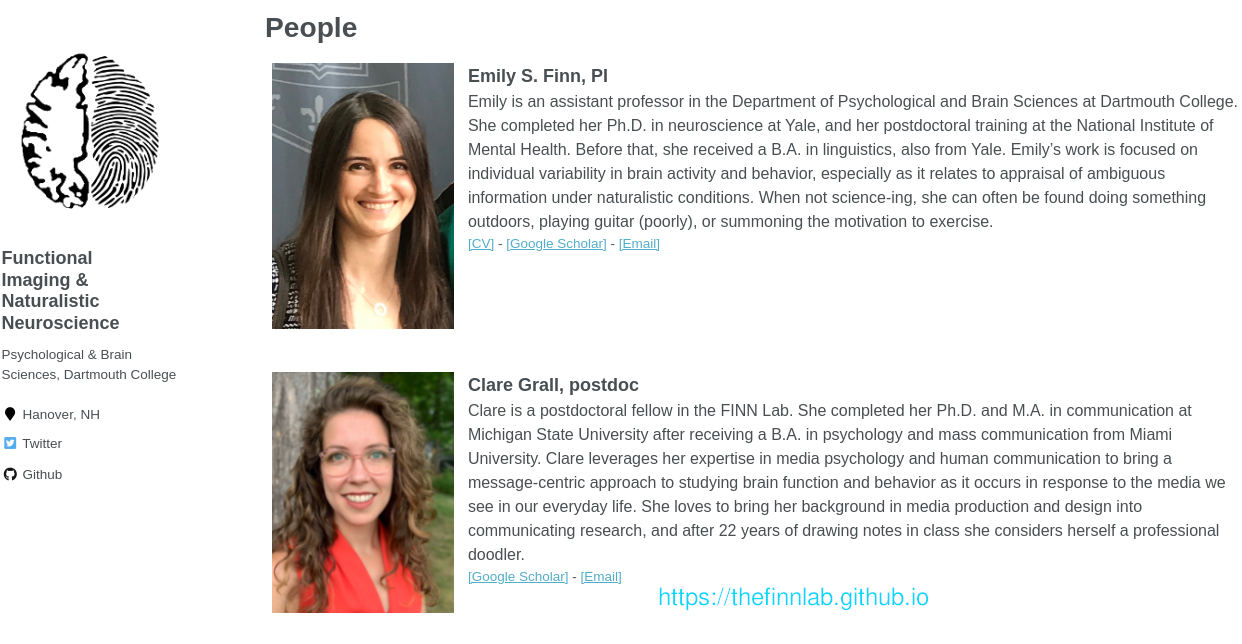 People
Functional
Imaging &
Naturalistic
Neuroscience
Psychological & Brain
Sciences, Dartmouth College
Hanover, NH
Twitter
Github
Emily S. Finn, PI
Emily is an assistant professor in the Department of Psychological and Brain Sciences at Dartmouth College.
She completed her Ph.D. in neuroscience at Yale, and her postdoctoral training at the National Institute of
Mental Health. Before that, she received a B.A. in linguistics, also from Yale. Emily’s work is focused on
individual variability in brain activity and behavior, especially as it relates to appraisal of ambiguous
information under naturalistic conditions. When not science-ing, she can often be found doing something
outdoors, playing guitar (poorly), or summoning the motivation to exercise.
[CV] - [Google Scholar] - [Email]
Clare Grall, postdoc
Clare is a postdoctoral fellow in the FINN Lab. She completed her Ph.D. and M.A. in communication at
Michigan State University after receiving a B.A. in psychology and mass communication from Miami
University. Clare leverages her expertise in media psychology and human communication to bring a
message-centric approach to studying brain function and behavior as it occurs in response to the media we
see in our everyday life. She loves to bring her background in media production and design into
communicating research, and after 22 years of drawing notes in class she considers herself a professional
doodler.
[Google Scholar] - [Email]
https://thefinnlab.github.io